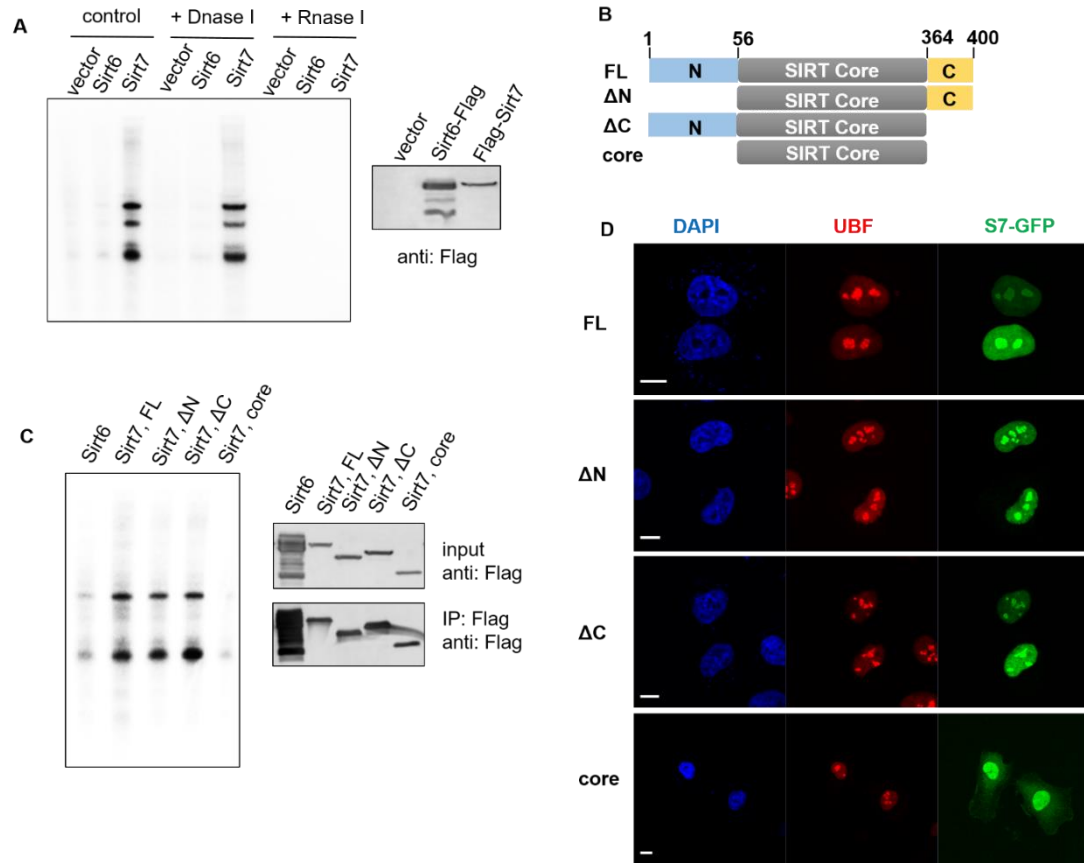 A
control
+ Dnase I
+ Rnase I
vector
Sirt6
Sirt7
vector
Sirt6
Sirt7
vector
Sirt6
Sirt7
vector
Sirt6-Flag
Flag-Sirt7
anti: Flag
B
1 56 364 400
FL N SIRT Core C
ΔN SIRT Core C
ΔC N SIRT Core
core SIRT Core
C
Sirt6
Sirt7, FL
Sirt7, ΔN
Sirt7, ΔC
Sirt7, core
Sirt6
Sirt7, FL
Sirt7, ΔN
Sirt7, ΔC
Sirt7, core
input
anti: Flag
IP: Flag
anti: Flag
D
DAPI UBF S7-GFP
FL
ΔN
ΔC
core